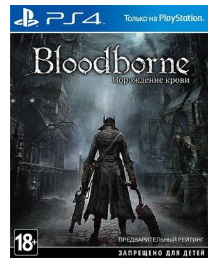 PS4
Только на PlayStation.
Bloodborne
Порождение крови
18+
ПРЕДВАРИТЕЛЬНЫЙ РЕЙТИНГ
ЗАПРЕЩЕНО ДЛЯ ДЕТЕЙ